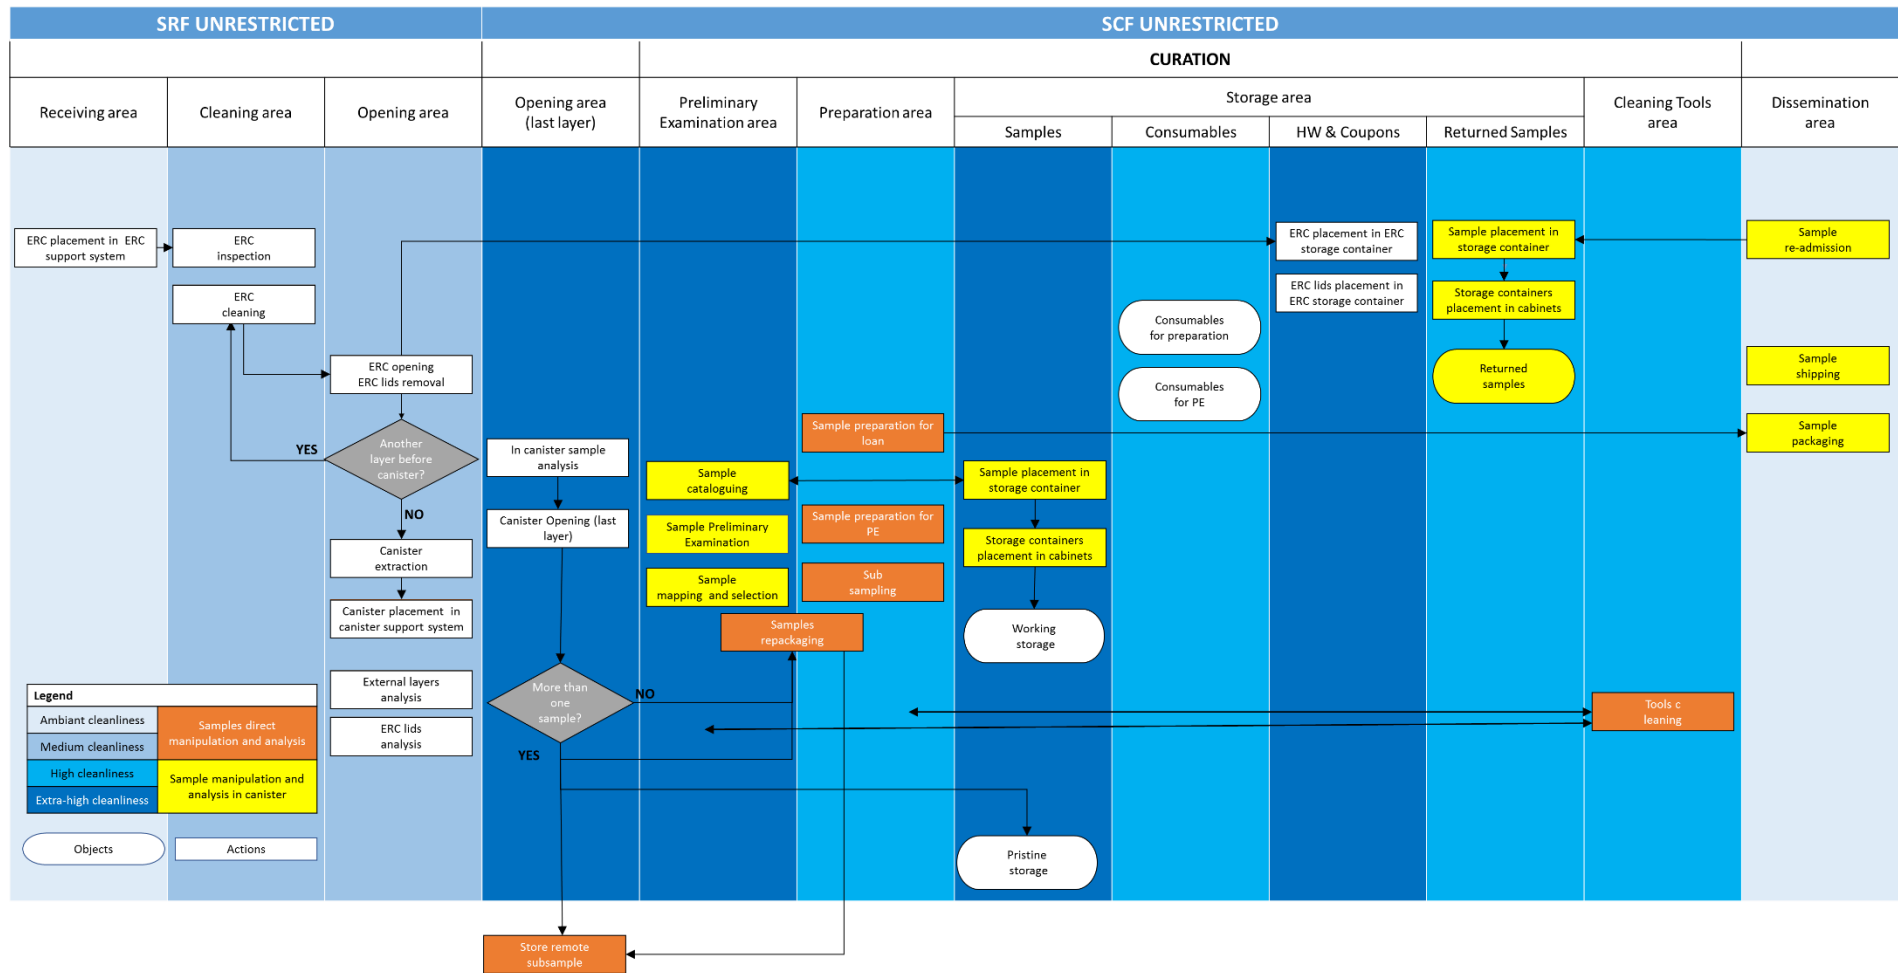 SRF UNRESTRICTED
SCF UNRESTRICTED
CURATION
Receiving area
Cleaning area
Opening area
Opening area
(last layer)
Preliminary
Examination area
Preparation area
Storage area
Samples
Consumables
HW & Coupons
Returned Samples
Cleaning Tools
area
Dissemination
area
ERC placement in ERC
support system
ERC
inspection
ERC
cleaning
ERC opening
ERC lids removal
Another
layer before
canister?
YES
NO
Canister
extraction
Canister placement in
canister support system
External layers
analysis
ERC lids
analysis
In canister sample
analysis
Canister Opening (last
layer)
More than
one
sample?
NO
YES
Store remote
subsample
Sample
cataloguing
Sample Preliminary
Examination
Sample
mapping and selection
Samples
repackaging
Sample preparation for
loan
Sample preparation for
PE
Sub
sampling
Sample placement in
storage container
Storage containers
placement in cabinets
Working
storage
Pristine
storage
Consumables
for preparation
Consumables
for PE
ERC placement in ERC
storage container
ERC lids placement in
ERC storage container
Sample placement in
storage container
Storage containers
placement in cabinets
Returned
samples
Tools c
leaning
Sample
re-admission
Sample
shipping
Sample
packaging
Legend
Ambiant cleanliness
Medium cleanliness
High cleanliness
Extra-high cleanliness
Samples direct
manipulation and analysis
Sample manipulation and
analysis in canister
Objects
Actions